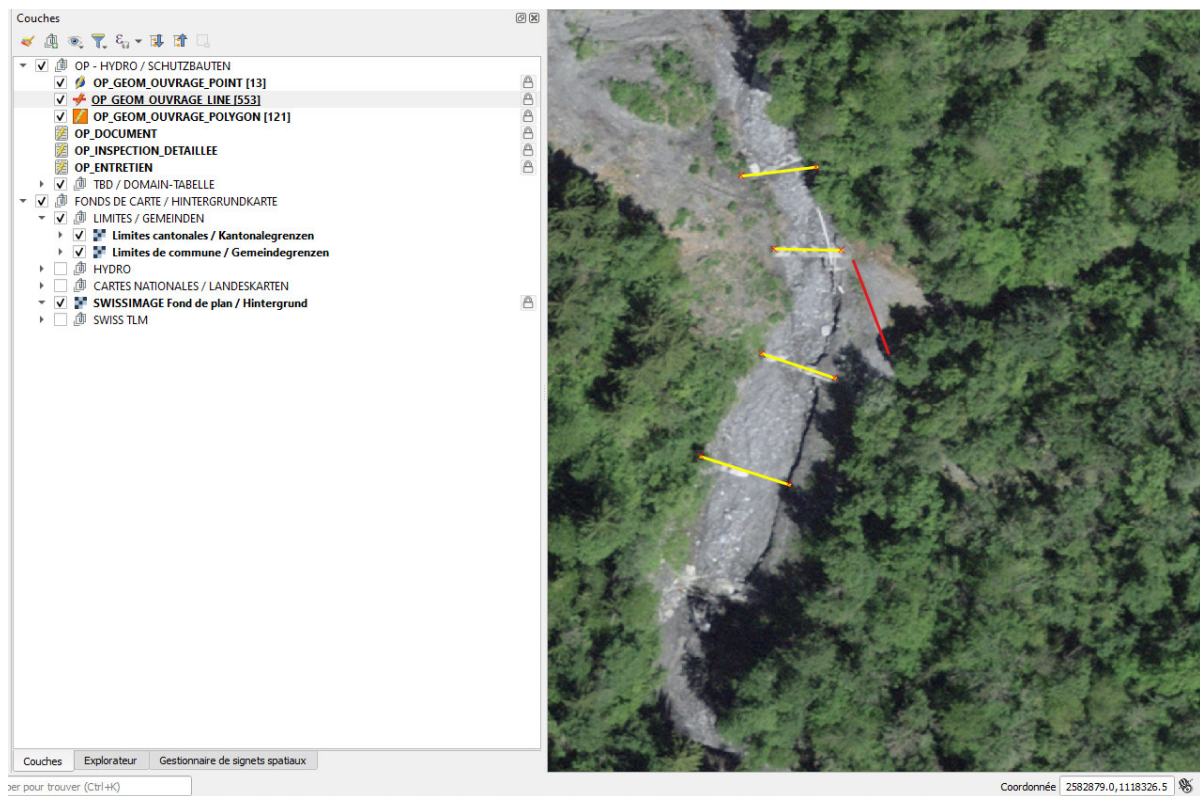 Couches
OP - HYDRO / SCHUTZBAUTEN
OP_GEOM_OUVRAGE_POINT [13]
OP_GEOM_OUVRAGE_LINE [553]
OP_GEOM_OUVRAGE_POLYGON [121]
OP_DOCUMENT
OP_INSPECTION_DETAILLEE
OP_ENTRETIEN
TBD / DOMAIN-TABELLE
FONDS DE CARTE / HINTERGRUNDKARTE
LIMITES / GEMEINDEN
Limites cantonales / Kantonalegrenzen
Limites de commune / Gemeindegrenzen
HYDRO
CARTES NATIONALES / LANDESKARTEN
SWISSIMAGE Fond de plan / Hintergrund
SWISS TLM
Couches Explorateur Gestionnaire de signets spatiaux
per pour trouver (Ctrl+K) Coordonnée 2582879.0,1118326.5